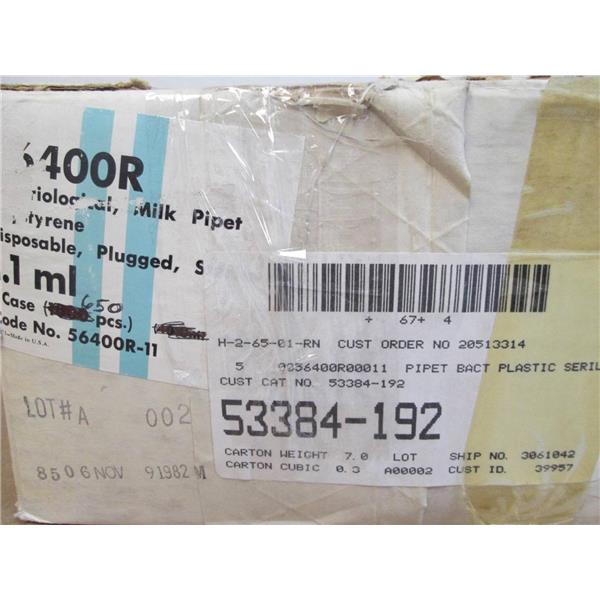 6400R
riological, Milk Pipet
tyrene
isposable, Plugged, S
.1 ml
Case ( 650 pcs.)
Code No. 56400R-11
Made in U.S.A.
LOT# A 002
8506 NOV 91982 M
÷ 67+ 4
H-2-65-01-RN CUST ORDER NO 20513314
5 9256400R00011 PIPET BACT PLASTIC SERIL
CUST CAT NO. 53384-192
53384-192
CARTON WEIGHT 7.0 LOT SHIP NO. 3061042
CARTON CUBIC 0.3 A00002 CUST ID. 39957